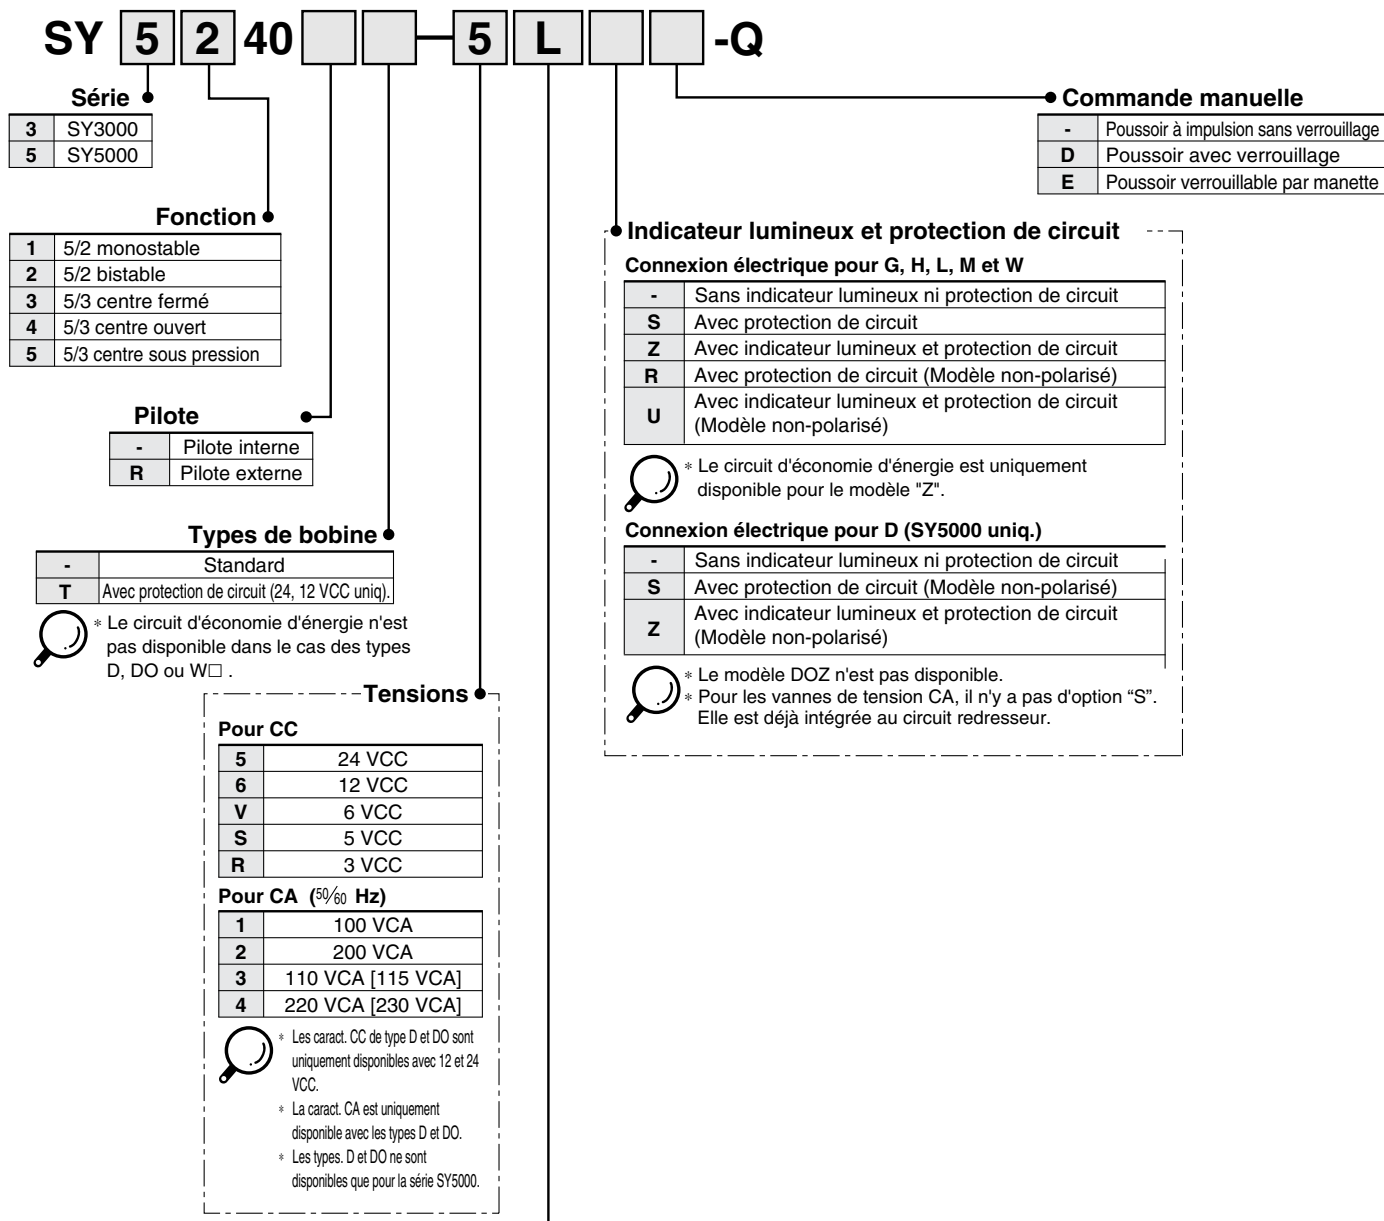 SY 5 2 40 — 5 L -Q
Série
3 SY3000
5 SY5000
Fonction
1 5/2 monostable
2 5/2 bistable
3 5/3 centre fermé
4 5/3 centre ouvert
5 5/3 centre sous pression
Pilote
- Pilote interne
R Pilote externe
Types de bobine
- Standard
T Avec protection de circuit (24, 12 VCC uniq).
* Le circuit d'économie d'énergie n'est
pas disponible dans le cas des types
D, DO ou W□ .
Tensions
Pour CC
5 24 VCC
6 12 VCC
V 6 VCC
S 5 VCC
R 3 VCC
Pour CA (50/60 Hz)
1 100 VCA
2 200 VCA
3 110 VCA [115 VCA]
4 220 VCA [230 VCA]
* Les caract. CC de type D et DO sont
uniquement disponibles avec 12 et 24
VCC.
* La caract. CA est uniquement
disponible avec les types D et DO.
* Les types. D et DO ne sont
disponibles que pour la série SY5000.
Commande manuelle
- Poussoir à impulsion sans verrouillage
D Poussoir avec verrouillage
E Poussoir verrouillable par manette
Indicateur lumineux et protection de circuit
Connexion électrique pour G, H, L, M et W
- Sans indicateur lumineux ni protection de circuit
S Avec protection de circuit
Z Avec indicateur lumineux et protection de circuit
R Avec protection de circuit (Modèle non-polarisé)
U Avec indicateur lumineux et protection de circuit
(Modèle non-polarisé)
* Le circuit d'économie d'énergie est uniquement
disponible pour le modèle "Z".
Connexion électrique pour D (SY5000 uniq.)
- Sans indicateur lumineux ni protection de circuit
S Avec protection de circuit (Modèle non-polarisé)
Z Avec indicateur lumineux et protection de circuit
(Modèle non-polarisé)
* Le modèle DOZ n'est pas disponible.
* Pour les vannes de tension CA, il n'y a pas d'option “S”.
Elle est déjà intégrée au circuit redresseur.